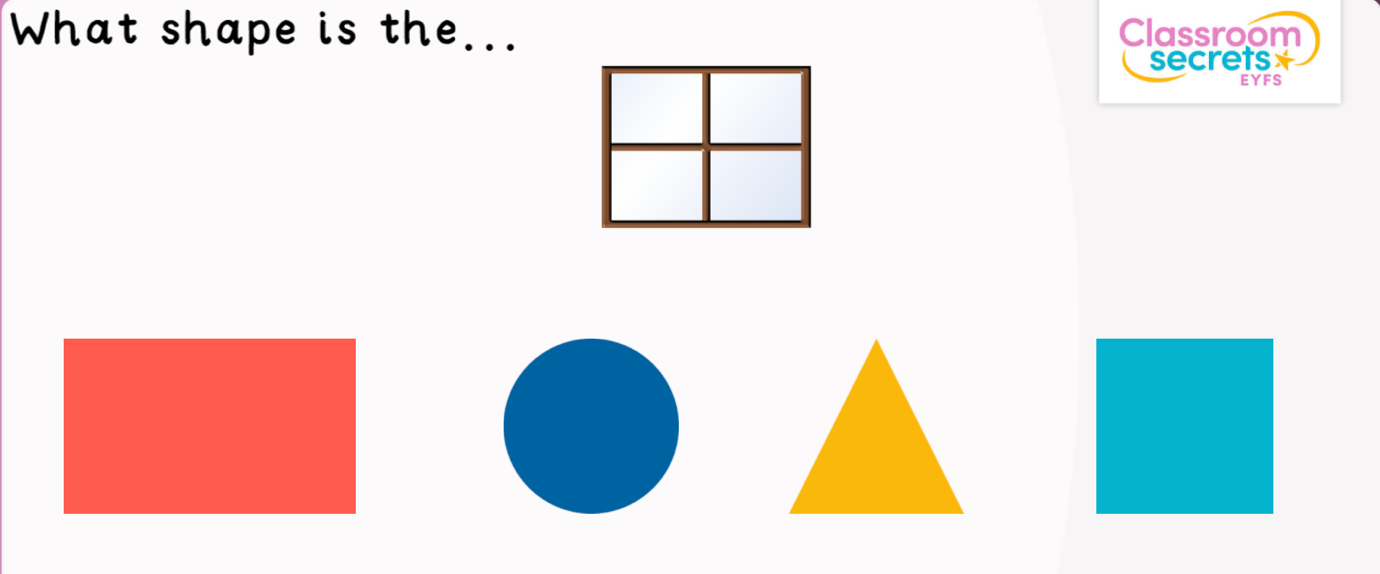 What shape is the...
Classroom
secrets
EYFS